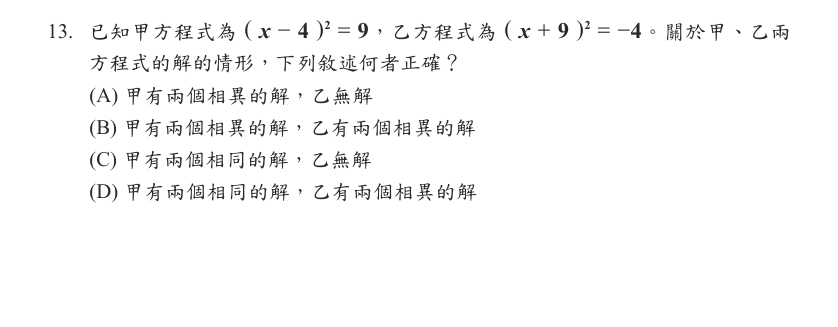 13. 已知甲方程式為 ( x − 4 )² = 9，乙方程式為 ( x + 9 )² = −4。關於甲、乙兩
方程式的解的情形，下列敘述何者正確？
(A) 甲有兩個相異的解，乙無解
(B) 甲有兩個相異的解，乙有兩個相異的解
(C) 甲有兩個相同的解，乙無解
(D) 甲有兩個相同的解，乙有兩個相異的解